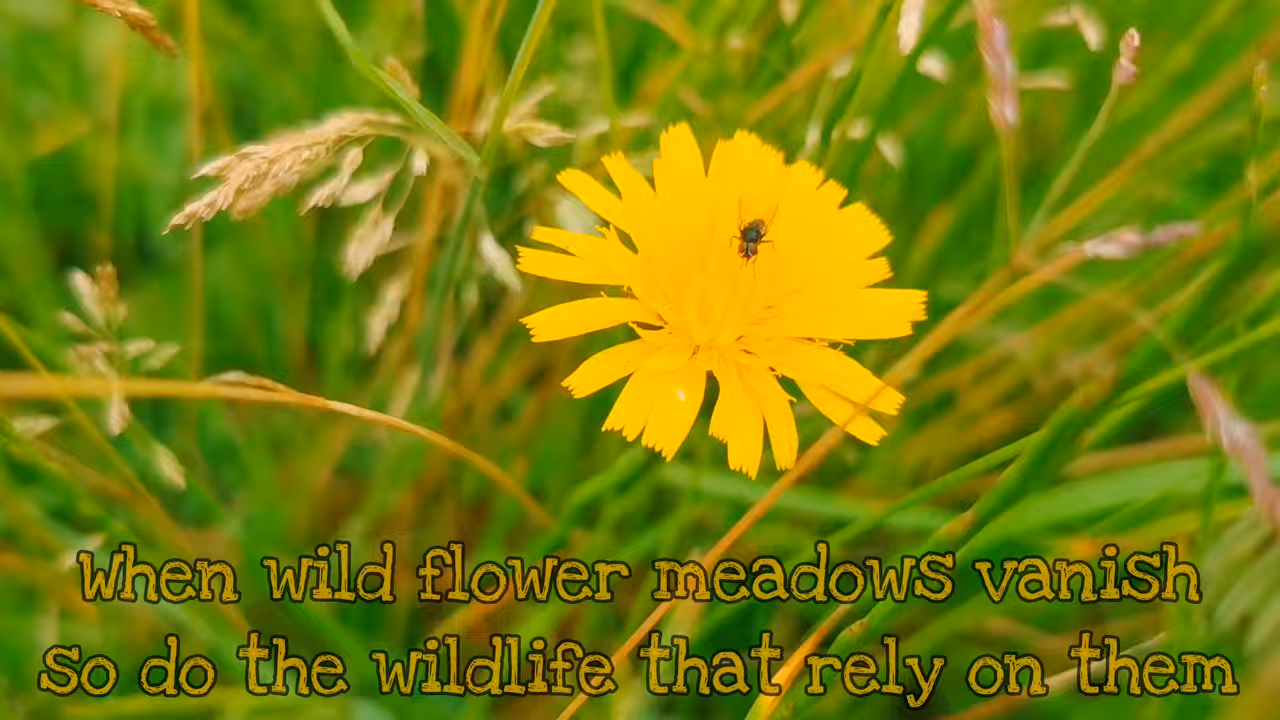 When wild flower meadows vanish
so do the wildlife that rely on them